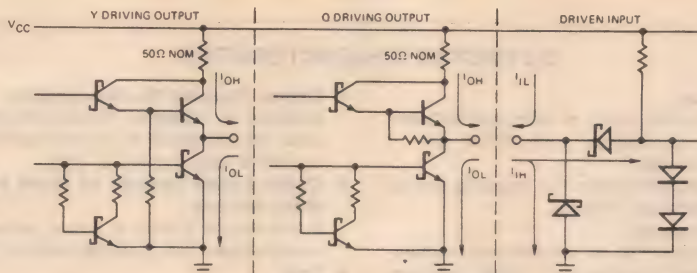 Y DRIVING OUTPUT
O DRIVING OUTPUT
DRIVEN INPUT
VCC
50Ω NOM
50Ω NOM
IOH
IOH
IIL
IOL
IOL
IIH